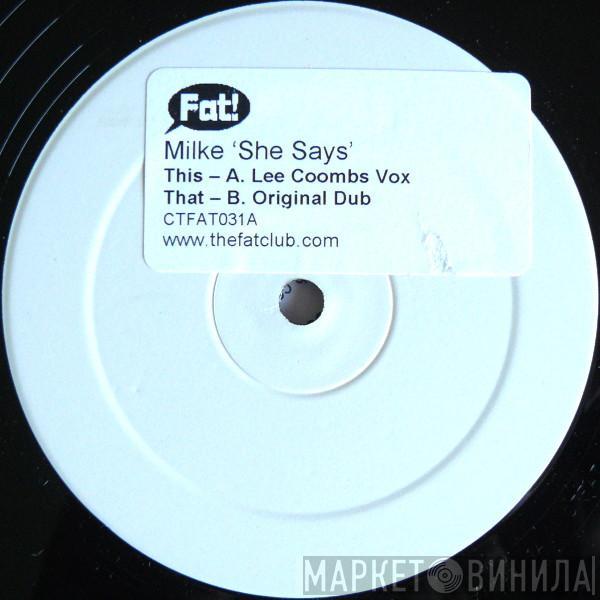 Fat!
Milke ‘She Says’
This – A. Lee Coombs Vox
That – B. Original Dub
CTFAT031A
www.thefatclub.com
МАРКЕТ ВИНИЛА